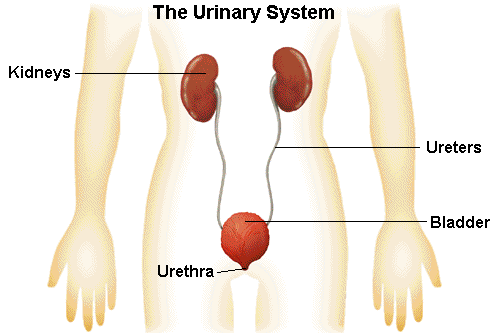 The Urinary System
Kidneys
Ureters
Bladder
Urethra